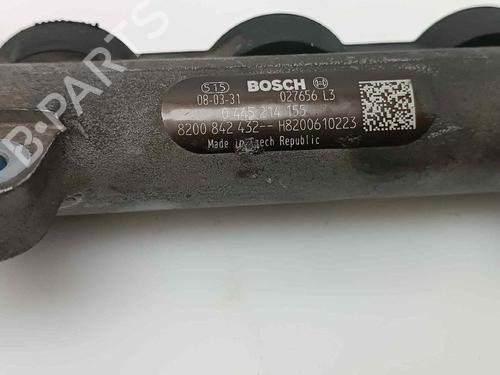 S15 BOSCH
08-03-31 027656 L3
0 445 214 155
8200 842 432-- H8200610223
Made in Czech Republic
B-PARTS